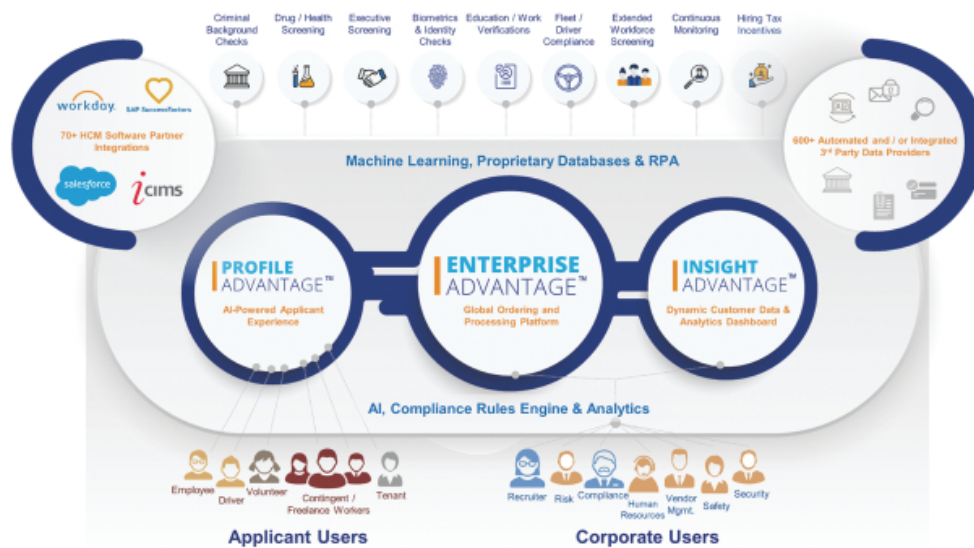 Criminal
Background
Checks
Drug / Health
Screening
Executive
Screening
Biometrics
& Identity
Checks
Education / Work
Verifications
Fleet /
Driver
Compliance
Extended
Workforce
Screening
Continuous
Monitoring
Hiring Tax
Incentives
workday.
SAP SuccessFactors
70+ HCM Software Partner
Integrations
salesforce
icims
600+ Automated and / or Integrated
3rd Party Data Providers
Machine Learning, Proprietary Databases & RPA
PROFILE
ADVANTAGE™
AI-Powered Applicant
Experience
ENTERPRISE
ADVANTAGE™
Global Ordering and
Processing Platform
INSIGHT
ADVANTAGE™
Dynamic Customer Data &
Analytics Dashboard
AI, Compliance Rules Engine & Analytics
Employee
Driver
Volunteer
Contingent /
Freelance Workers
Tenant
Recruiter
Risk
Compliance
Human
Resources
Vendor
Mgmt.
Safety
Security
Applicant Users
Corporate Users